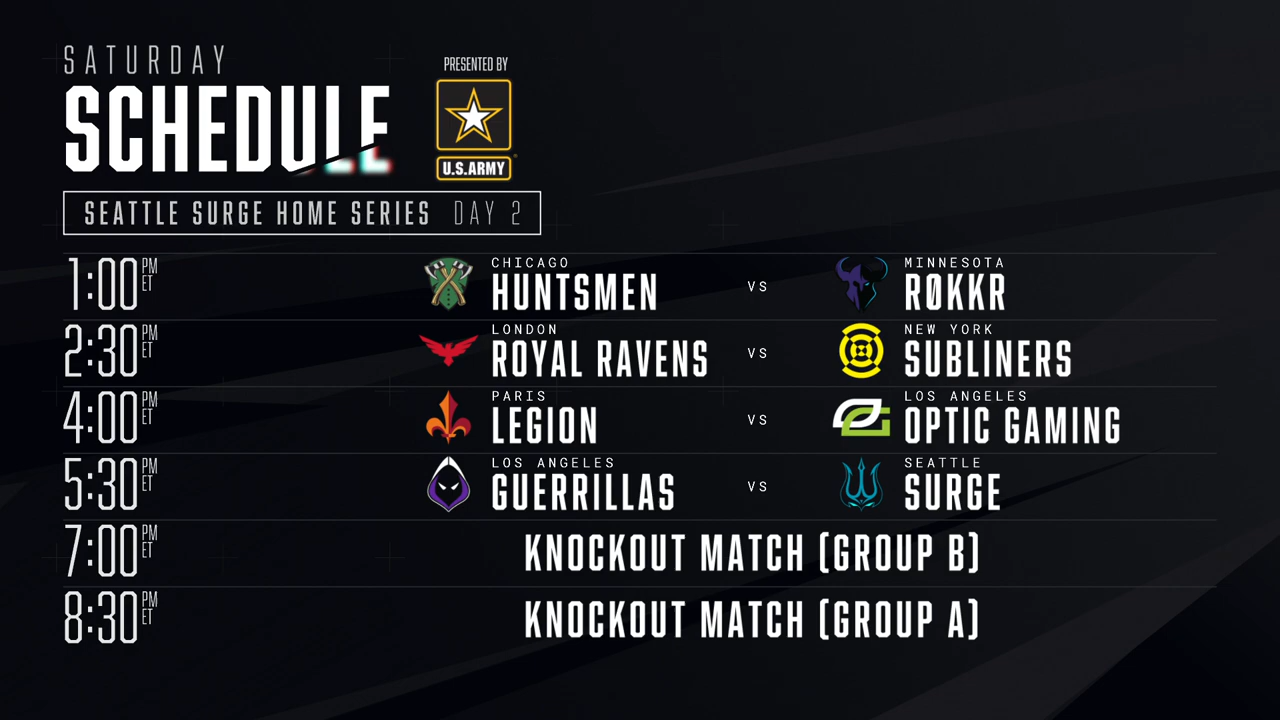 SATURDAY
SCHEDULE
PRESENTED BY
U.S.ARMY
SEATTLE SURGE HOME SERIES DAY 2
1:00 PM ET CHICAGO HUNTSMEN VS MINNESOTA RØKKR
2:30 PM ET LONDON ROYAL RAVENS VS NEW YORK SUBLINERS
4:00 PM ET PARIS LEGION VS LOS ANGELES OPTIC GAMING
5:30 PM ET LOS ANGELES GUERRILLAS VS SEATTLE SURGE
7:00 PM ET KNOCKOUT MATCH (GROUP B)
8:30 PM ET KNOCKOUT MATCH (GROUP A)